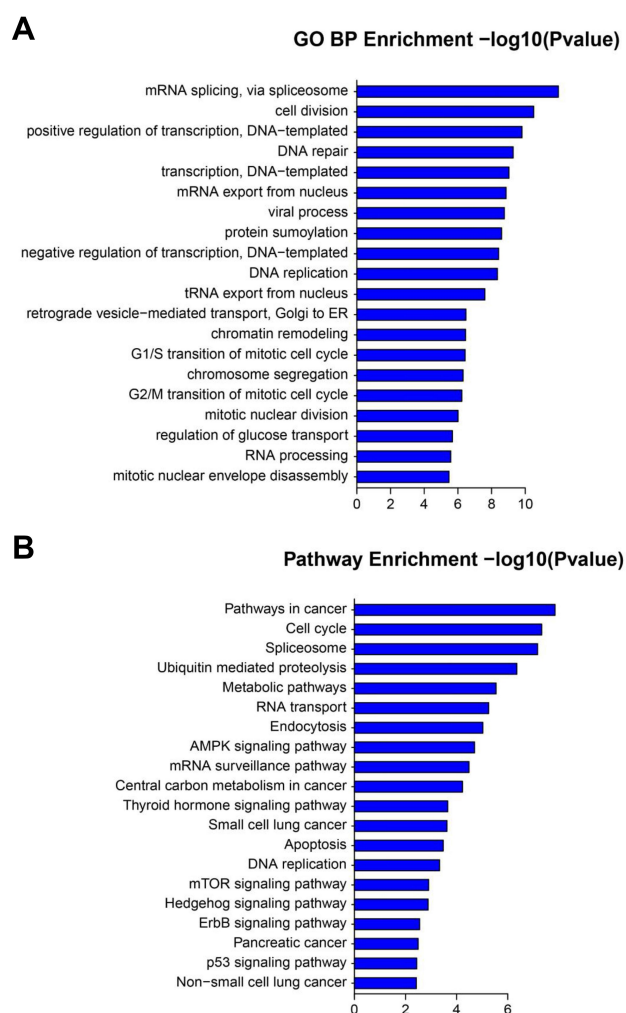 A
GO BP Enrichment −log10(Pvalue)
mRNA splicing, via spliceosome
cell division
positive regulation of transcription, DNA−templated
DNA repair
transcription, DNA−templated
mRNA export from nucleus
viral process
protein sumoylation
negative regulation of transcription, DNA−templated
DNA replication
tRNA export from nucleus
retrograde vesicle−mediated transport, Golgi to ER
chromatin remodeling
G1/S transition of mitotic cell cycle
chromosome segregation
G2/M transition of mitotic cell cycle
mitotic nuclear division
regulation of glucose transport
RNA processing
mitotic nuclear envelope disassembly
0 2 4 6 8 10
B
Pathway Enrichment −log10(Pvalue)
Pathways in cancer
Cell cycle
Spliceosome
Ubiquitin mediated proteolysis
Metabolic pathways
RNA transport
Endocytosis
AMPK signaling pathway
mRNA surveillance pathway
Central carbon metabolism in cancer
Thyroid hormone signaling pathway
Small cell lung cancer
Apoptosis
DNA replication
mTOR signaling pathway
Hedgehog signaling pathway
ErbB signaling pathway
Pancreatic cancer
p53 signaling pathway
Non−small cell lung cancer
0 2 4 6